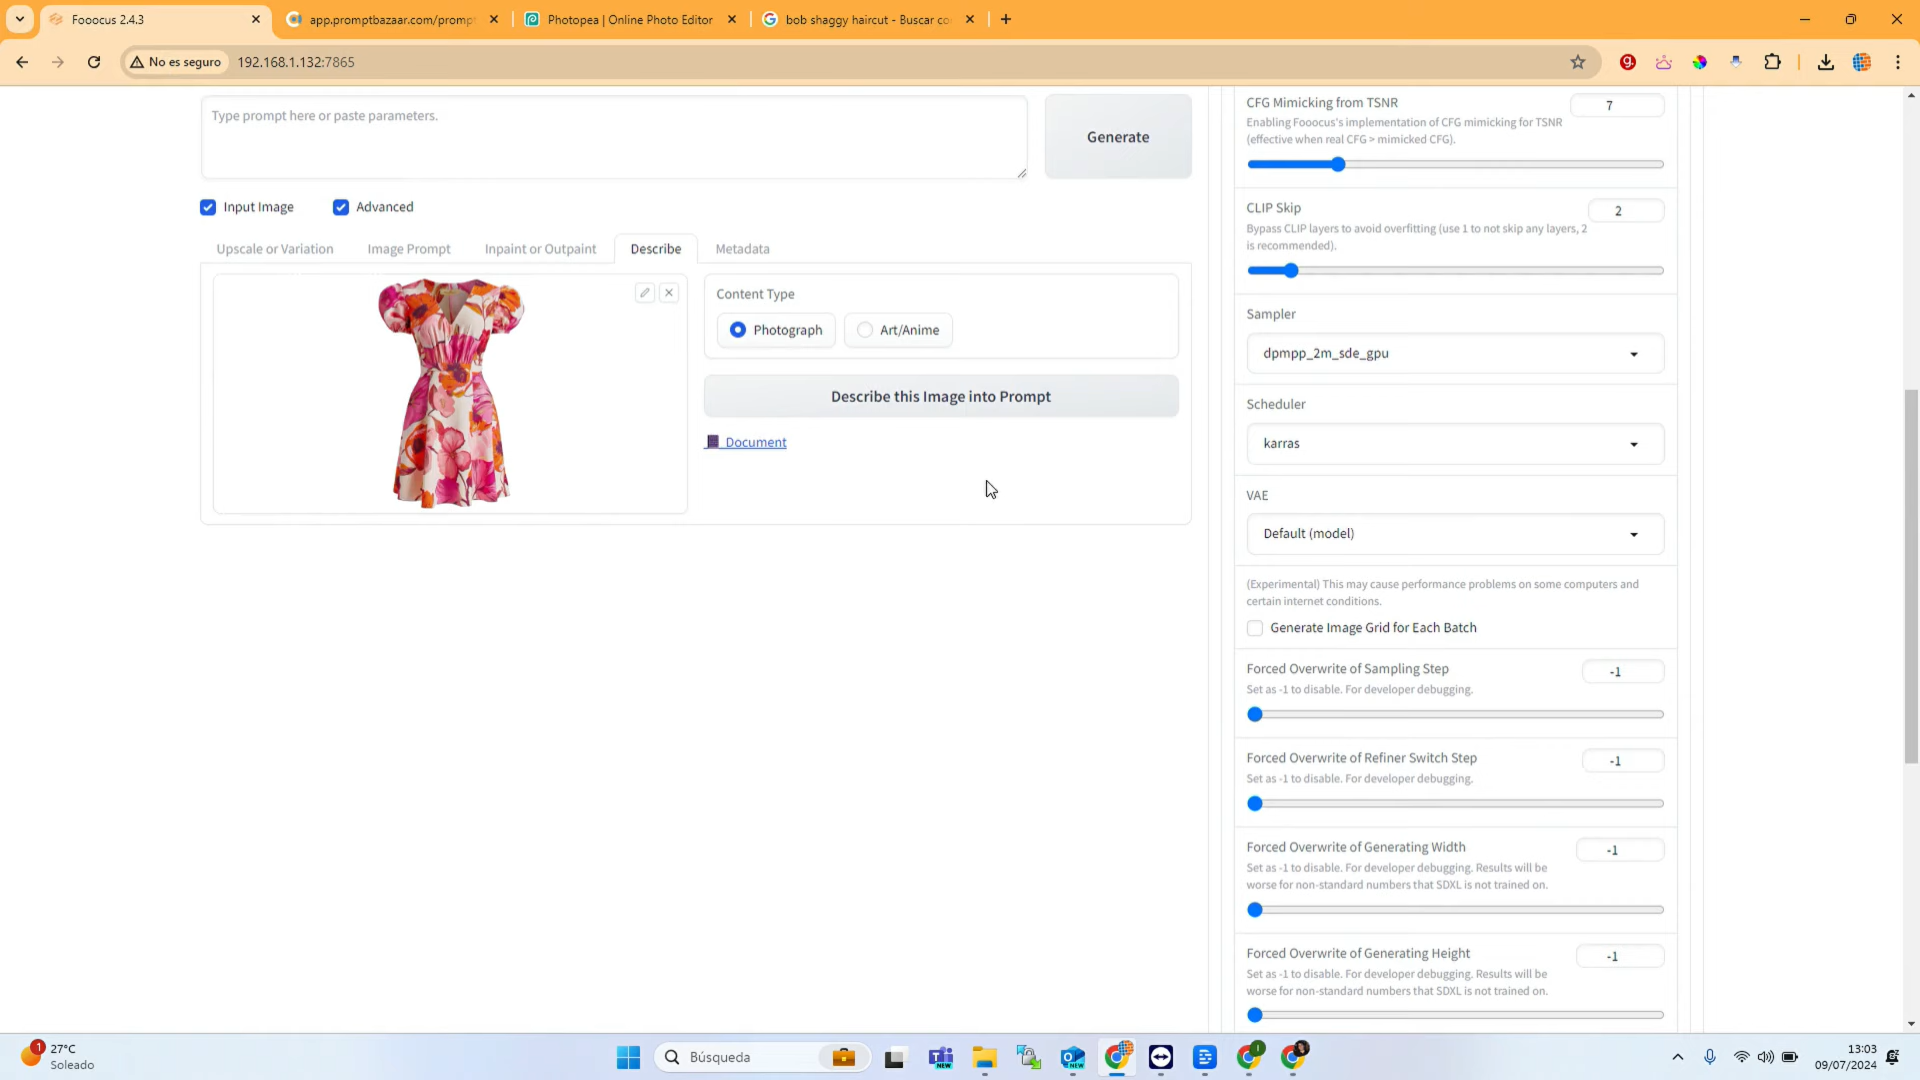 Fooocus 2.4.3
app.promptbazaar.com/promp
Photopea | Online Photo Editor
bob shaggy haircut - Buscar co
No es seguro
192.168.1.132:7865
Type prompt here or paste parameters.
Generate
Input Image
Advanced
Upscale or Variation
Image Prompt
Inpaint or Outpaint
Describe
Metadata
Content Type
Photograph
Art/Anime
Describe this Image into Prompt
Document
CFG Mimicking from TSNR
7
Enabling Fooocus's implementation of CFG mimicking for TSNR
(effective when real CFG > mimicked CFG).
CLIP Skip
2
Bypass CLIP layers to avoid overfitting (use 1 to not skip any layers, 2
is recommended).
Sampler
dpmpp_2m_sde_gpu
Scheduler
karras
VAE
Default (model)
(Experimental) This may cause performance problems on some computers and
certain internet conditions.
Generate Image Grid for Each Batch
Forced Overwrite of Sampling Step
-1
Set as -1 to disable. For developer debugging.
Forced Overwrite of Refiner Switch Step
-1
Set as -1 to disable. For developer debugging.
Forced Overwrite of Generating Width
-1
Set as -1 to disable. For developer debugging. Results will be
worse for non-standard numbers that SDXL is not trained on.
Forced Overwrite of Generating Height
-1
Set as -1 to disable. For developer debugging. Results will be
worse for non-standard numbers that SDXL is not trained on.
1
27°C
Soleado
Búsqueda
NEW
NEW
13:03
09/07/2024